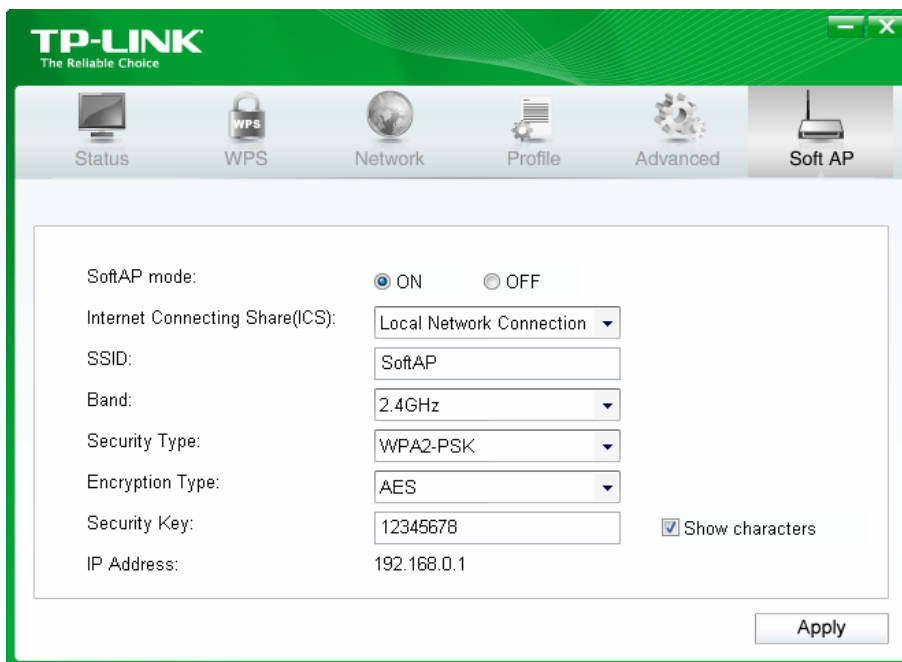 TP-LINK
The Reliable Choice
Status WPS Network Profile Advanced Soft AP
WPS
SoftAP mode: ON OFF
Internet Connecting Share(ICS): Local Network Connection
SSID: SoftAP
Band: 2.4GHz
Security Type: WPA2-PSK
Encryption Type: AES
Security Key: 12345678 Show characters
IP Address: 192.168.0.1
Apply